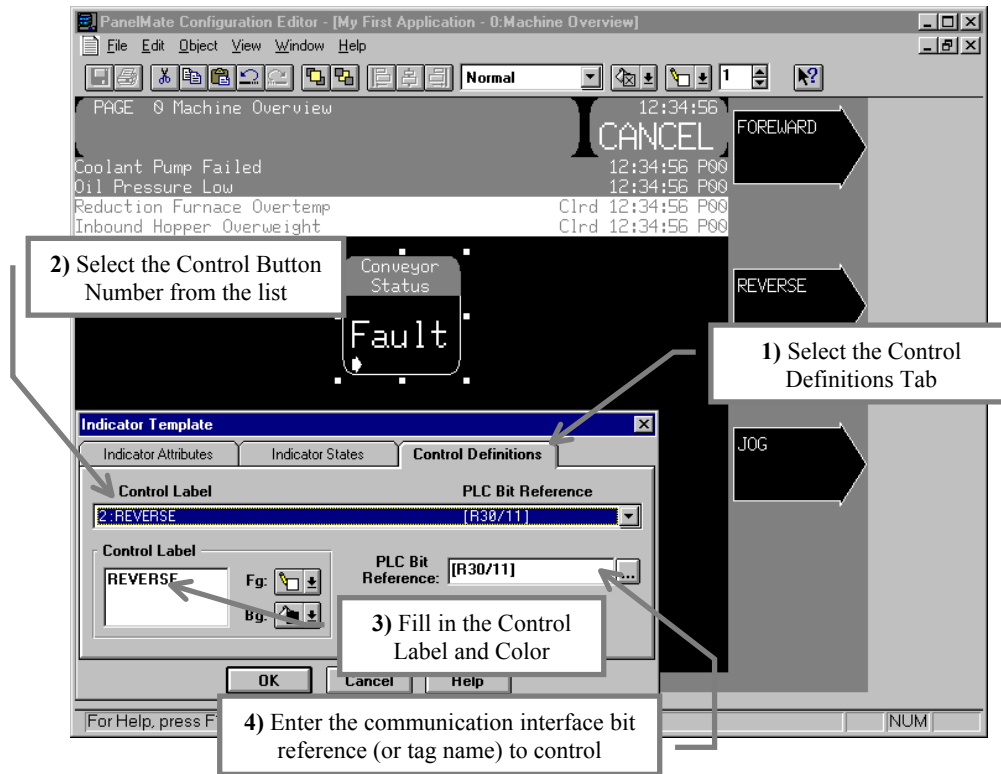 PanelMate Configuration Editor - [My First Application - 0:Machine Overview]
File Edit Object View Window Help
Normal
1
PAGE 0 Machine Overview
12:34:56
CANCEL
Coolant Pump Failed 12:34:56 P00
Oil Pressure Low 12:34:56 P00
Reduction Furnace Overtemp Clrd 12:34:56 P00
Inbound Hopper Overweight Clrd 12:34:56 P00
FOREWARD
REVERSE
JOG
Conveyor
Status
Fault
2) Select the Control Button
Number from the list
1) Select the Control
Definitions Tab
Indicator Template
Indicator Attributes Indicator States Control Definitions
Control Label PLC Bit Reference
2:REVERSE [R30/11]
Control Label
REVERSE
Fg:
Bg:
PLC Bit
Reference:
[R30/11]
...
3) Fill in the Control
Label and Color
OK Cancel Help
4) Enter the communication interface bit
reference (or tag name) to control
For Help, press F
NUM